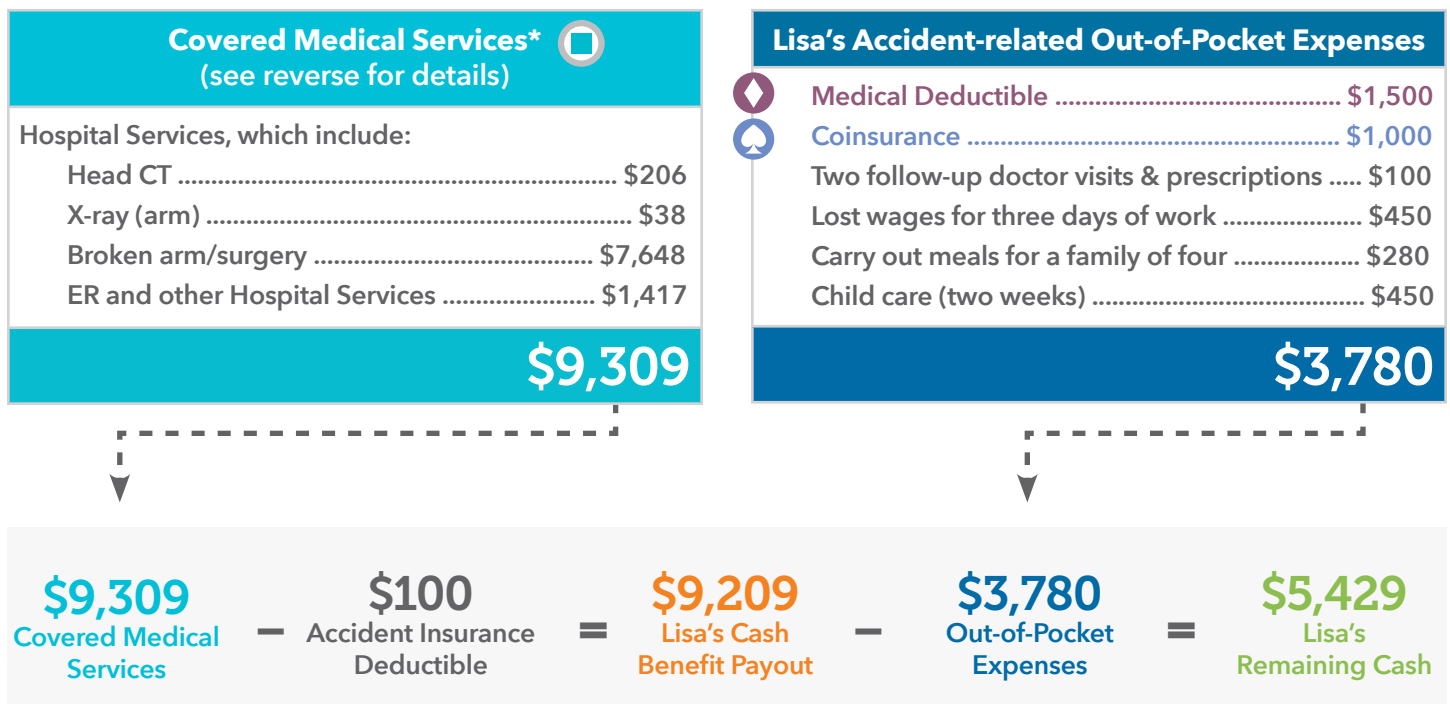 Covered Medical Services*
(see reverse for details)
Hospital Services, which include:
Head CT ................................................................. $206
X-ray (arm) ............................................................... $38
Broken arm/surgery ......................................... $7,648
ER and other Hospital Services ....................... $1,417
$9,309
Lisa's Accident-related Out-of-Pocket Expenses
Medical Deductible .......................................... $1,500
Coinsurance ....................................................... $1,000
Two follow-up doctor visits & prescriptions ..... $100
Lost wages for three days of work ..................... $450
Carry out meals for a family of four ................... $280
Child care (two weeks) ........................................ $450
$3,780
$9,309
Covered Medical
Services
–
$100
Accident Insurance
Deductible
=
$9,209
Lisa's Cash
Benefit Payout
–
$3,780
Out-of-Pocket
Expenses
=
$5,429
Lisa's
Remaining Cash